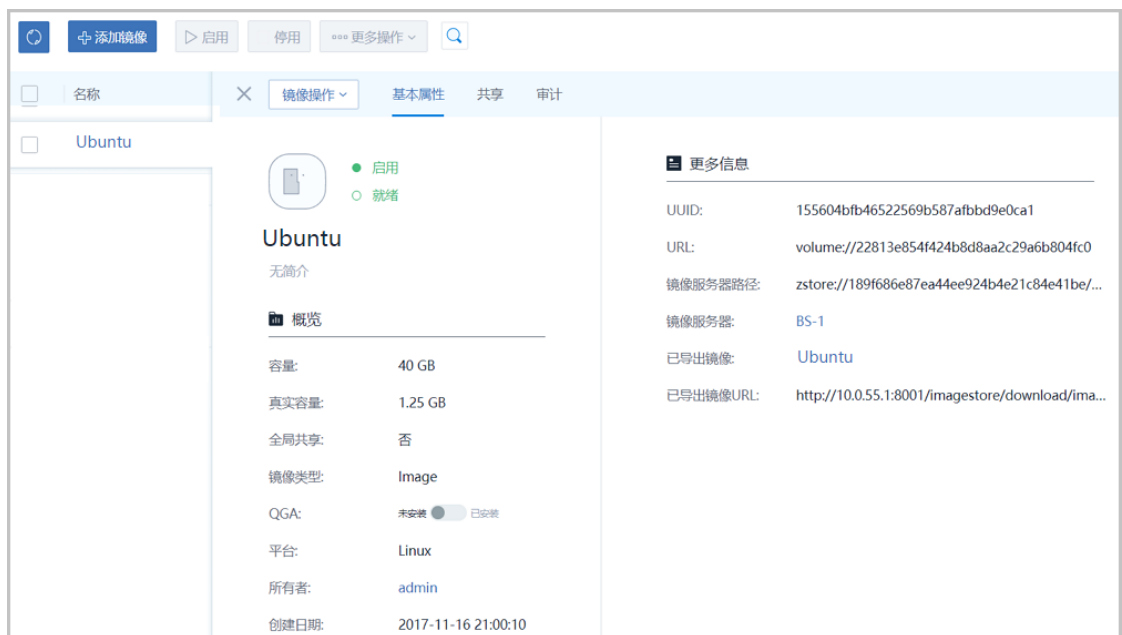 添加镜像 启用 停用 更多操作
名称 镜像操作 基本属性 共享 审计
Ubuntu
启用
就绪
Ubuntu
无简介
概览
容量: 40 GB
真实容量: 1.25 GB
全局共享: 否
镜像类型: Image
QGA: 未安装 已安装
平台: Linux
所有者: admin
创建日期: 2017-11-16 21:00:10
更多信息
UUID: 155604bfb46522569b587afbbd9e0ca1
URL: volume://22813e854f424b8d8aa2c29a6b804fc0
镜像服务器路径: zstore://189f686e87ea44ee924b4e21c84e41be/...
镜像服务器: BS-1
已导出镜像: Ubuntu
已导出镜像URL: http://10.0.55.1:8001/imagestore/download/ima...